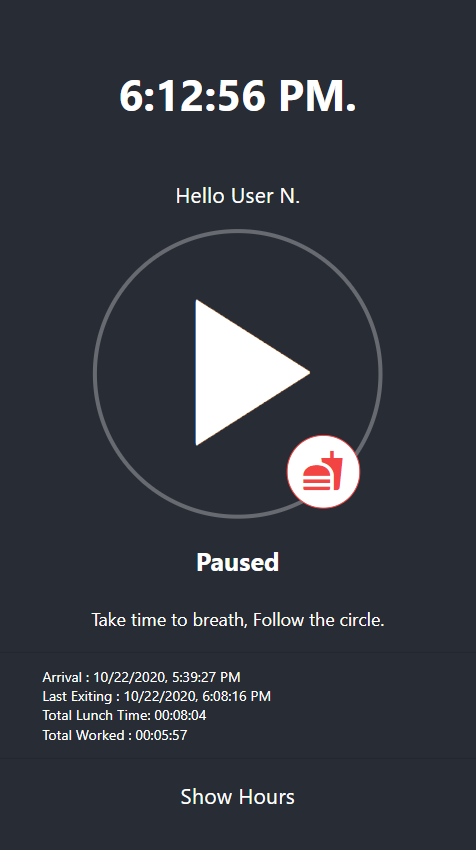 6:12:56 PM.
Hello User N.
Paused
Take time to breath, Follow the circle.
Arrival : 10/22/2020, 5:39:27 PM
Last Exiting : 10/22/2020, 6:08:16 PM
Total Lunch Time: 00:08:04
Total Worked : 00:05:57
Show Hours